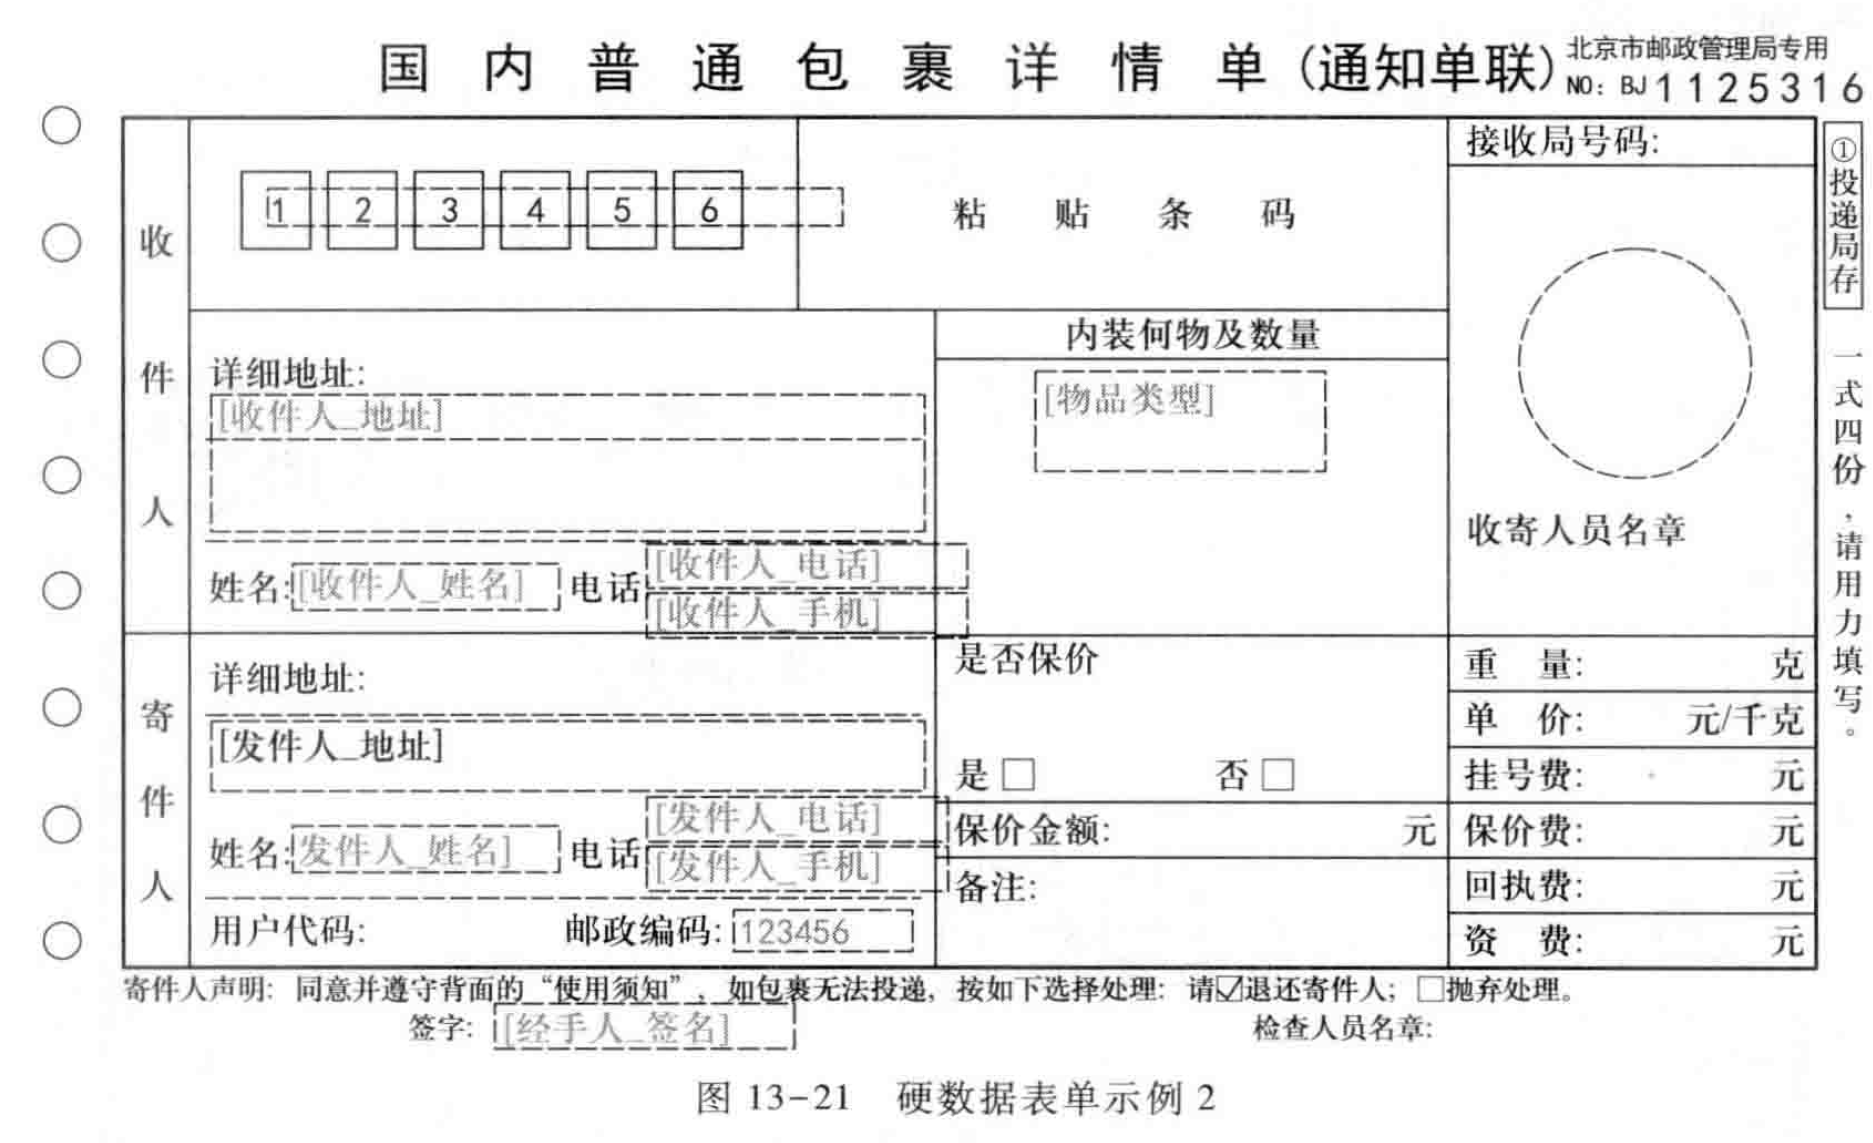 国内普通包裹详情单(通知单联)
北京市邮政管理局专用
NO: BJ 1125316
收件人
1 2 3 4 5 6
粘贴条码
接收局号码:
①投递局存
一式四份,请用力填写。
详细地址:
[收件人_地址]
内装何物及数量
[物品类型]
收寄人员名章
姓名:[收件人_姓名] 电话
[收件人_电话]
[收件人_手机]
寄件人
详细地址:
[发件人_地址]
姓名:发件人_姓名] 电话
[发件人_电话]
[发件人_手机]
用户代码: 邮政编码: 123456
是否保价
是□ 否□
保价金额: 元
备注:
重 量: 克
单 价: 元/千克
挂号费: 元
保价费: 元
回执费: 元
资 费: 元
寄件人声明: 同意并遵守背面的“使用须知”, 如包裹无法投递, 按如下选择处理: 请☑退还寄件人; □抛弃处理。
签字: [经手人_签名] 检查人员名章:
图 13-21 硬数据表单示例 2